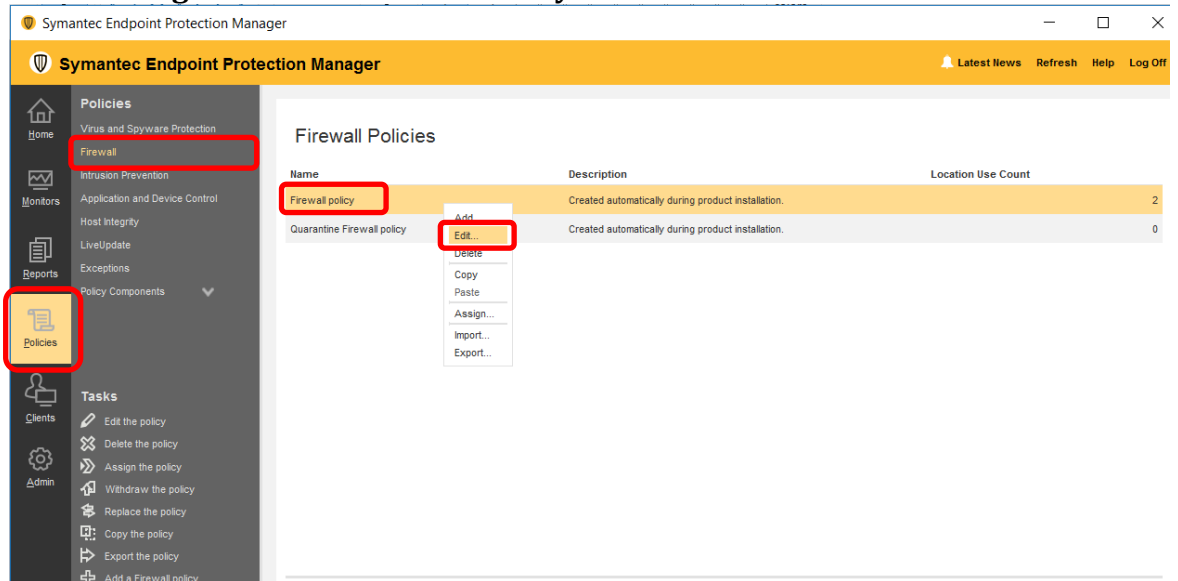 Symantec Endpoint Protection Manager
Symantec Endpoint Protection Manager
Latest News Refresh Help Log Off
Home
Monitors
Reports
Policies
Clients
Admin
Policies
Virus and Spyware Protection
Firewall
Intrusion Prevention
Application and Device Control
Host Integrity
LiveUpdate
Exceptions
Policy Components
Tasks
Edit the policy
Delete the policy
Assign the policy
Withdraw the policy
Replace the policy
Copy the policy
Export the policy
Add a Firewall policy
Firewall Policies
Name Description Location Use Count
Firewall policy Created automatically during product installation. 2
Quarantine Firewall policy Created automatically during product installation. 0
Add
Edit...
Delete
Copy
Paste
Assign...
Import...
Export...